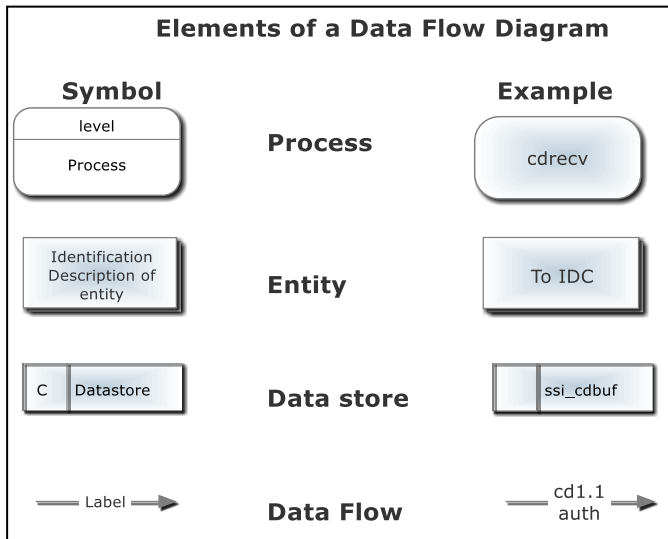 Elements of a Data Flow Diagram
Symbol
Example
level
Process
Process
cdrecv
Identification
Description of
entity
Entity
To IDC
C
Datastore
Data store
ssi_cdbuf
Label
Data Flow
cd1.1
auth